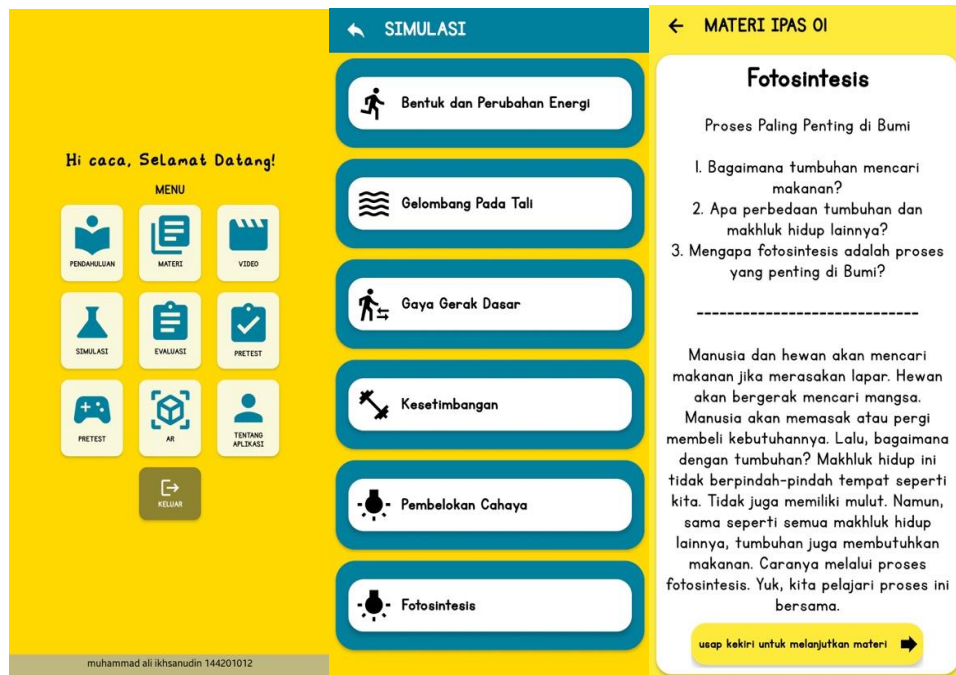 Hi caca, Selamat Datang!
MENU
PENDAHULUAN
MATERI
VIDEO
SIMULASI
EVALUASI
PRETEST
PRETEST
AR
TENTANG
APLIKASI
KELUAR
muhammad ali ikhsanudin 144201012
SIMULASI
Bentuk dan Perubahan Energi
Gelombang Pada Tali
Gaya Gerak Dasar
Kesetimbangan
Pembelokan Cahaya
Fotosintesis
MATERI IPAS 01
Fotosintesis
Proses Paling Penting di Bumi
1. Bagaimana tumbuhan mencari
makanan?
2. Apa perbedaan tumbuhan dan
makhluk hidup lainnya?
3. Mengapa fotosintesis adalah proses
yang penting di Bumi?
------------------------------
Manusia dan hewan akan mencari
makanan jika merasakan lapar. Hewan
akan bergerak mencari mangsa.
Manusia akan memasak atau pergi
membeli kebutuhannya. Lalu, bagaimana
dengan tumbuhan? Makhluk hidup ini
tidak berpindah-pindah tempat seperti
kita. Tidak juga memiliki mulut. Namun,
sama seperti semua makhluk hidup
lainnya, tumbuhan juga membutuhkan
makanan. Caranya melalui proses
fotosintesis. Yuk, kita pelajari proses ini
bersama.
usap kekiri untuk melanjutkan materi